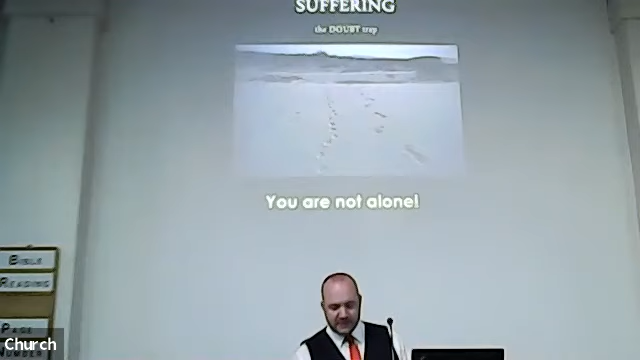 SUFFERING
the DOUBT trap
You are not alone!
BIBLE
READING
PAGE
NUMBER
Church